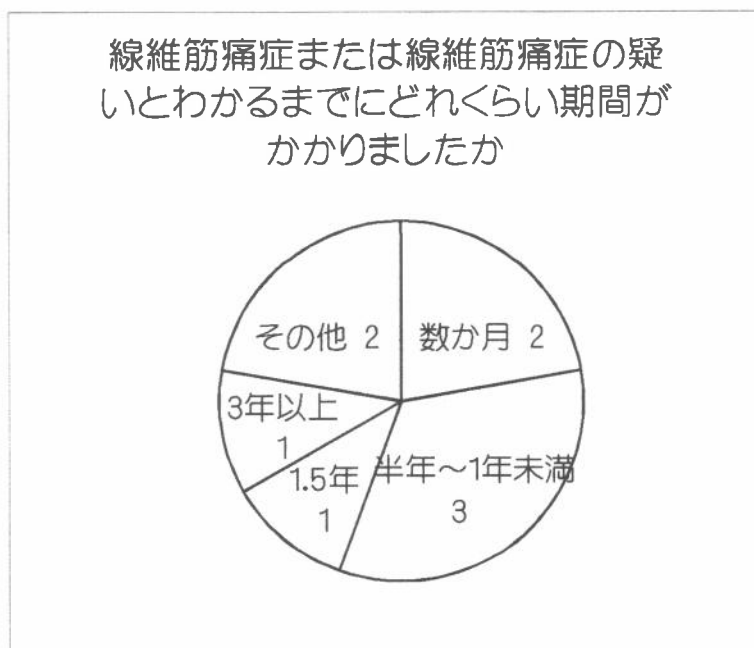 線維筋痛症または線維筋痛症の疑
いとわかるまでにどれくらい期間が
かかりましたか
その他 2
数か月 2
3年以上
1
1.5年
1
半年～1年未満
3